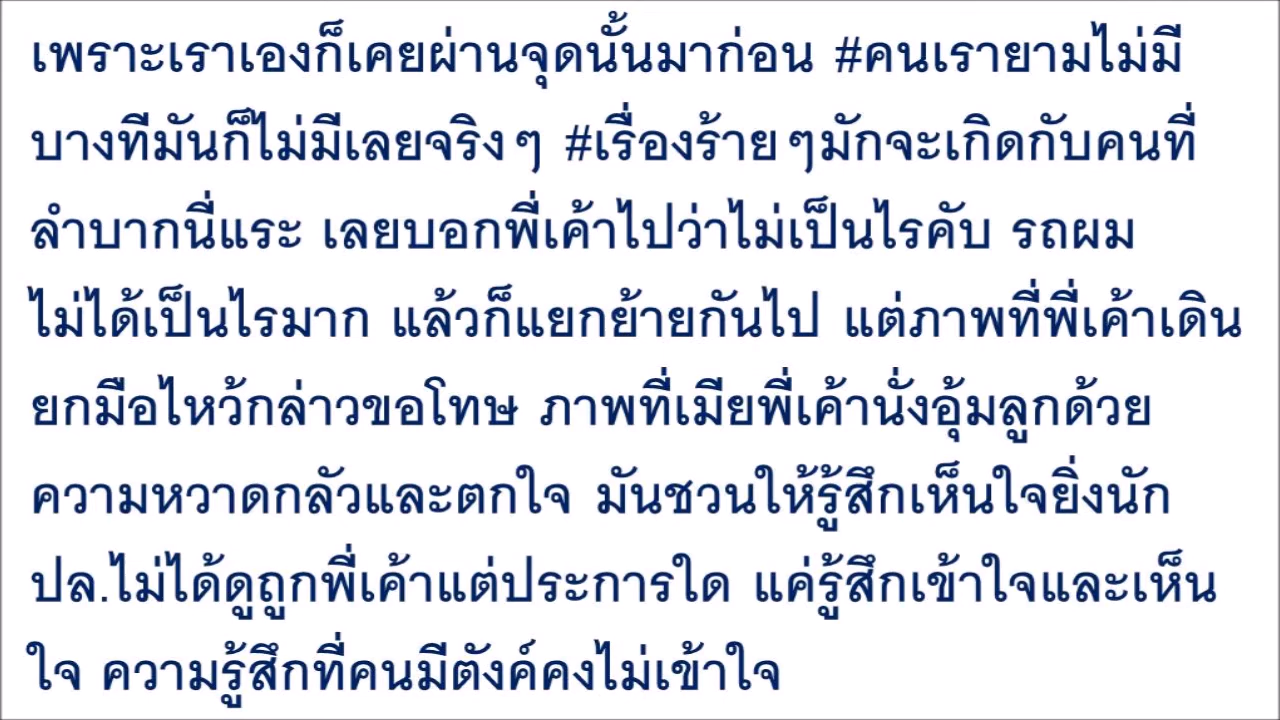 เพราะเราเองก็เคยผ่านจุดนั้นมาก่อน #คนเรายามไม่มี
บางทีมันก็ไม่มีเลยจริงๆ #เรื่องร้ายๆมักจะเกิดกับคนที่
ลำบากนี่แระ เลยบอกพี่เค้าไปว่าไม่เป็นไรคับ รถผม
ไม่ได้เป็นไรมาก แล้วก็แยกย้ายกันไป แต่ภาพที่พี่เค้าเดิน
ยกมือไหว้กล่าวขอโทษ ภาพที่เมียพี่เค้านั่งอุ้มลูกด้วย
ความหวาดกลัวและตกใจ มันชวนให้รู้สึกเห็นใจยิ่งนัก
ปล.ไม่ได้ดูถูกพี่เค้าแต่ประการใด แค่รู้สึกเข้าใจและเห็น
ใจ ความรู้สึกที่คนมีตังค์คงไม่เข้าใจ